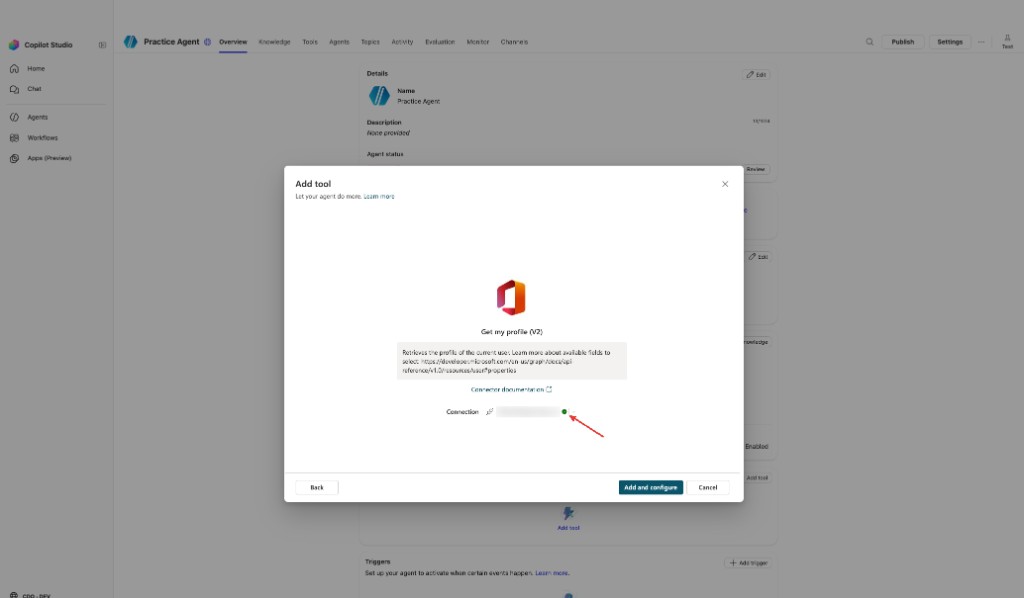 Copilot Studio
Home
Chat
Agents
Workflows
Apps (Preview)
CDD - DEV
Practice Agent
Overview Knowledge Tools Agents Topics Activity Evaluation Monitor Channels
Publish Settings ... Test
Details
Edit
Name
Practice Agent
Description
None provided
Agent status
Review
Edit
Enabled
Add tool
Add tool
Let your agent do more. Learn more
Get my profile (V2)
Retrieves the profile of the current user. Learn more about available fields to
select: https://developer.microsoft.com/en-us/graph/docs/api
reference/v1.0/resources/user#properties
Connector documentation
Connection
Back
Add and configure Cancel
Add tool
Triggers
Add trigger
Set up your agent to activate when certain events happen. Learn more.